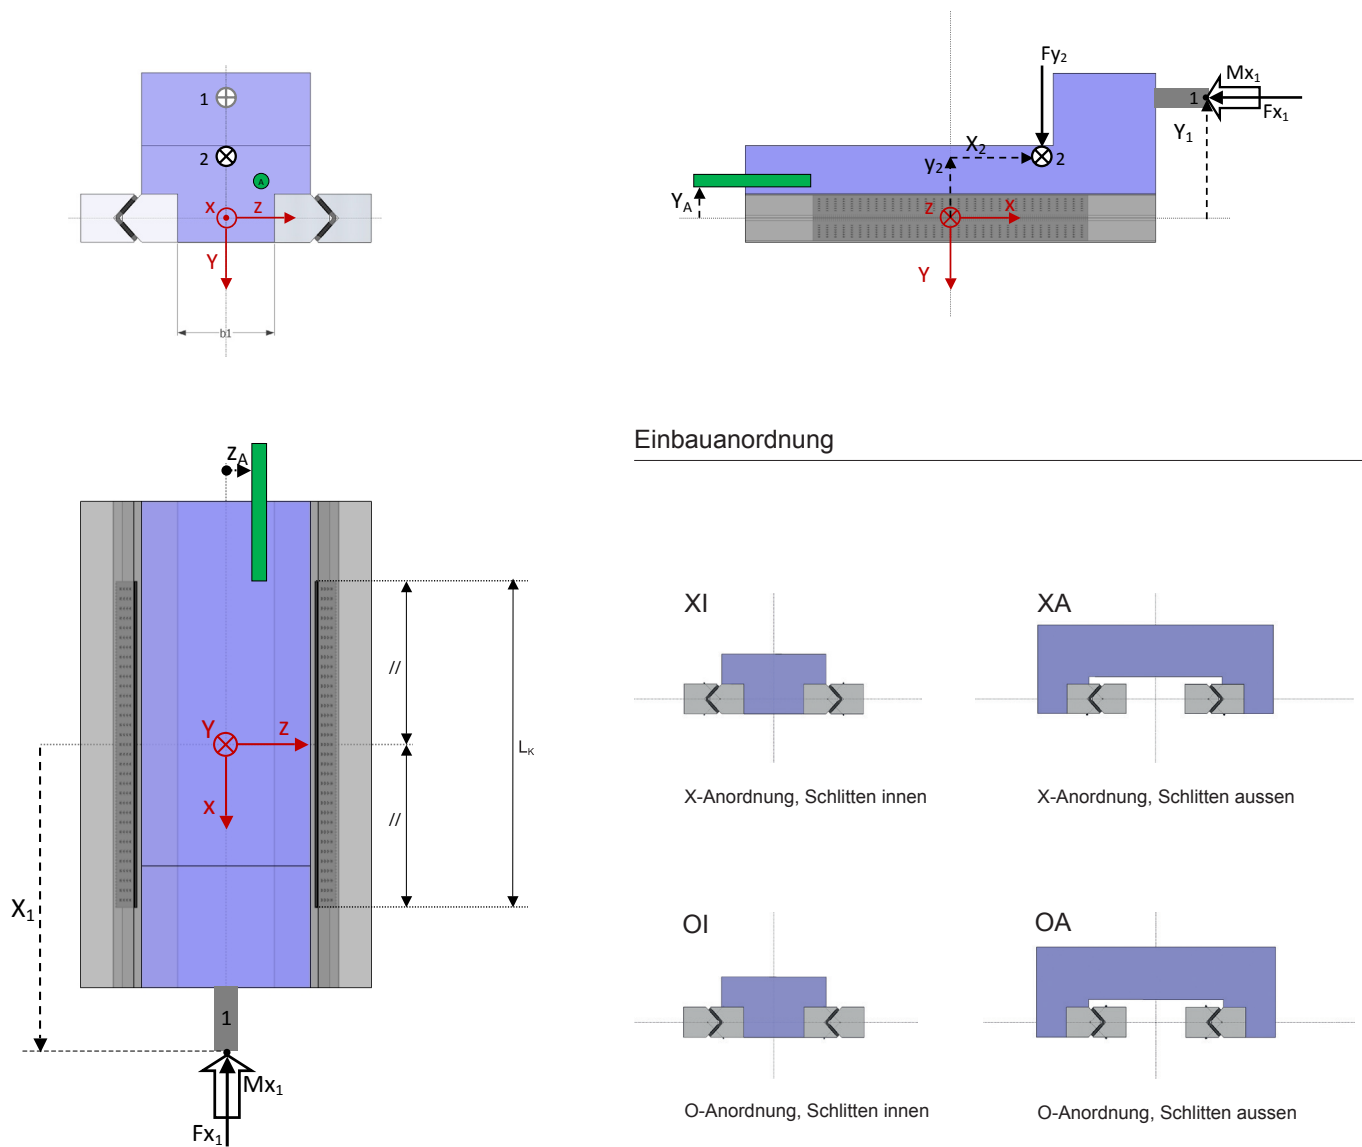 1
2
A
x
z
Y
b1
Fy2
Mx1
1
Fx1
Y1
X2
y2
2
YA
z
x
Y
zA
//
Y
z
LK
x
//
X1
1
Mx1
Fx1
Einbauanordnung
XI
XA
X-Anordnung, Schlitten innen
X-Anordnung, Schlitten aussen
OI
OA
O-Anordnung, Schlitten innen
O-Anordnung, Schlitten aussen